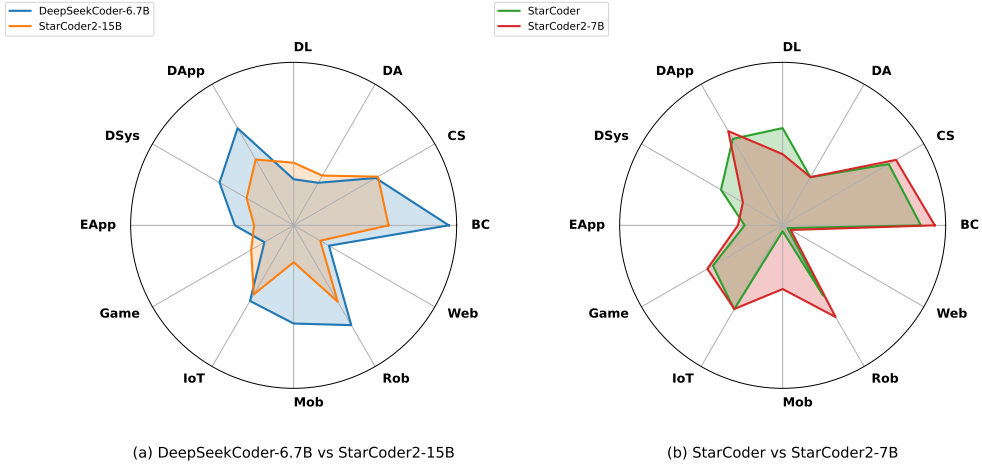 DeepSeekCoder-6.7B
StarCoder2-15B
DL
DA
CS
BC
Web
Rob
Mob
IoT
Game
EApp
DSys
DApp
(a) DeepSeekCoder-6.7B vs StarCoder2-15B
StarCoder
StarCoder2-7B
DL
DA
CS
BC
Web
Rob
Mob
IoT
Game
EApp
DSys
DApp
(b) StarCoder vs StarCoder2-7B